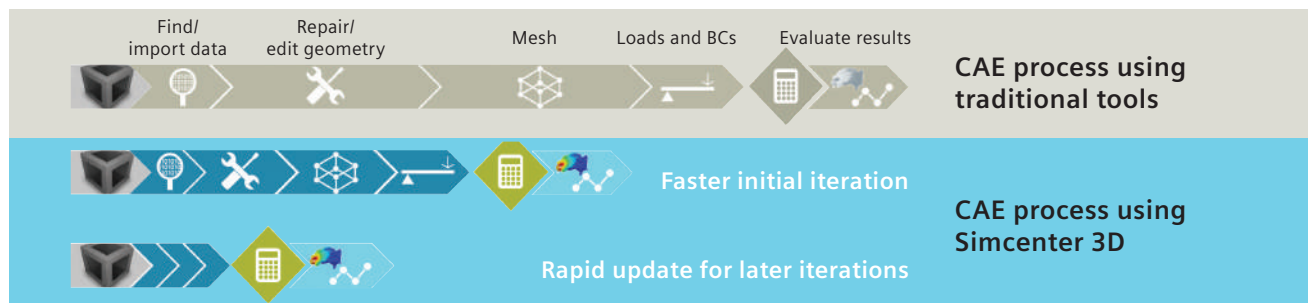 Find/
import data
Repair/
edit geometry
Mesh
Loads and BCs
Evaluate results
CAE process using
traditional tools
Faster initial iteration
CAE process using
Simcenter 3D
Rapid update for later iterations